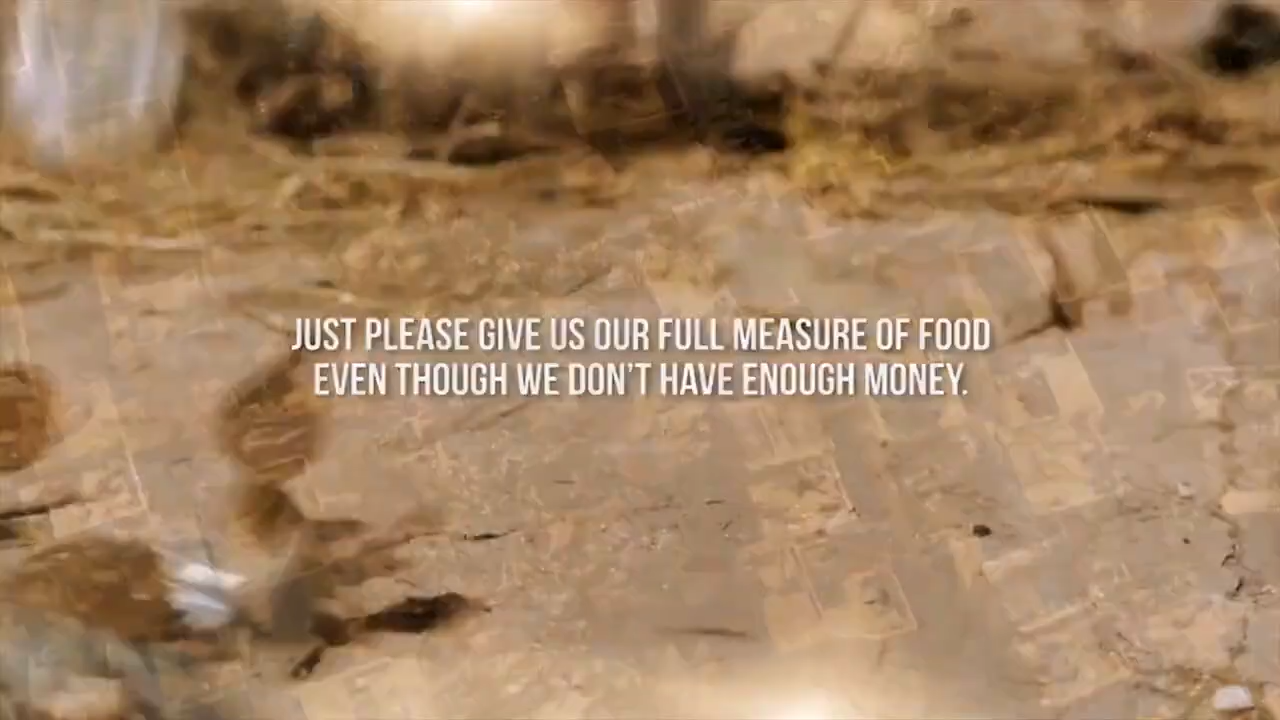 JUST PLEASE GIVE US OUR FULL MEASURE OF FOOD
EVEN THOUGH WE DON’T HAVE ENOUGH MONEY.